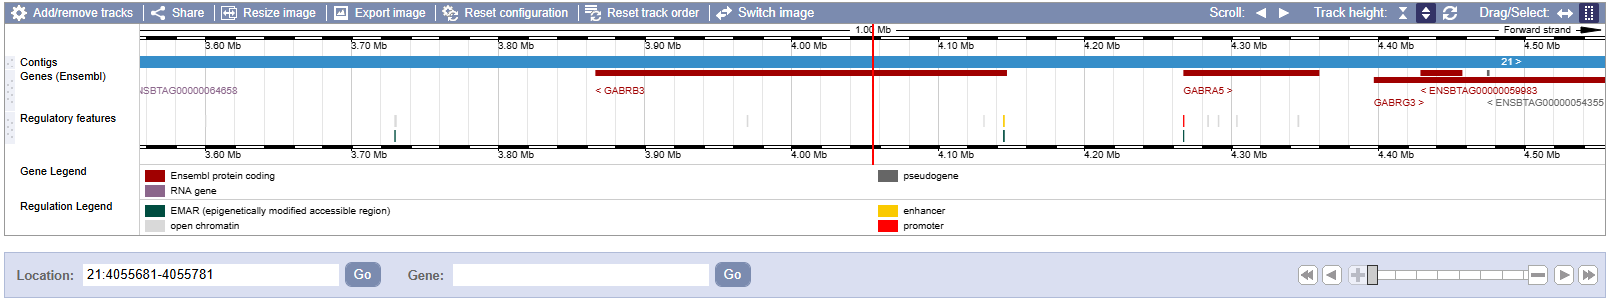 Add/remove tracks Share Resize image Export image Reset configuration Reset track order Switch image Scroll: Track height: Drag/Select:
1.00 Mb Forward strand
3.60 Mb 3.70 Mb 3.80 Mb 3.90 Mb 4.00 Mb 4.10 Mb 4.20 Mb 4.30 Mb 4.40 Mb 4.50 Mb
Contigs 21 >
Genes (Ensembl)
NSBTAG00000064658 < GABRB3 GABRA5 > < ENSBTAG00000059983
GABRG3 > < ENSBTAG00000054355
Regulatory features
3.60 Mb 3.70 Mb 3.80 Mb 3.90 Mb 4.00 Mb 4.10 Mb 4.20 Mb 4.30 Mb 4.40 Mb 4.50 Mb
Gene Legend Ensembl protein coding pseudogene
RNA gene
Regulation Legend EMAR (epigenetically modified accessible region) enhancer
open chromatin promoter
Location: 21:4055681-4055781 Go Gene: Go